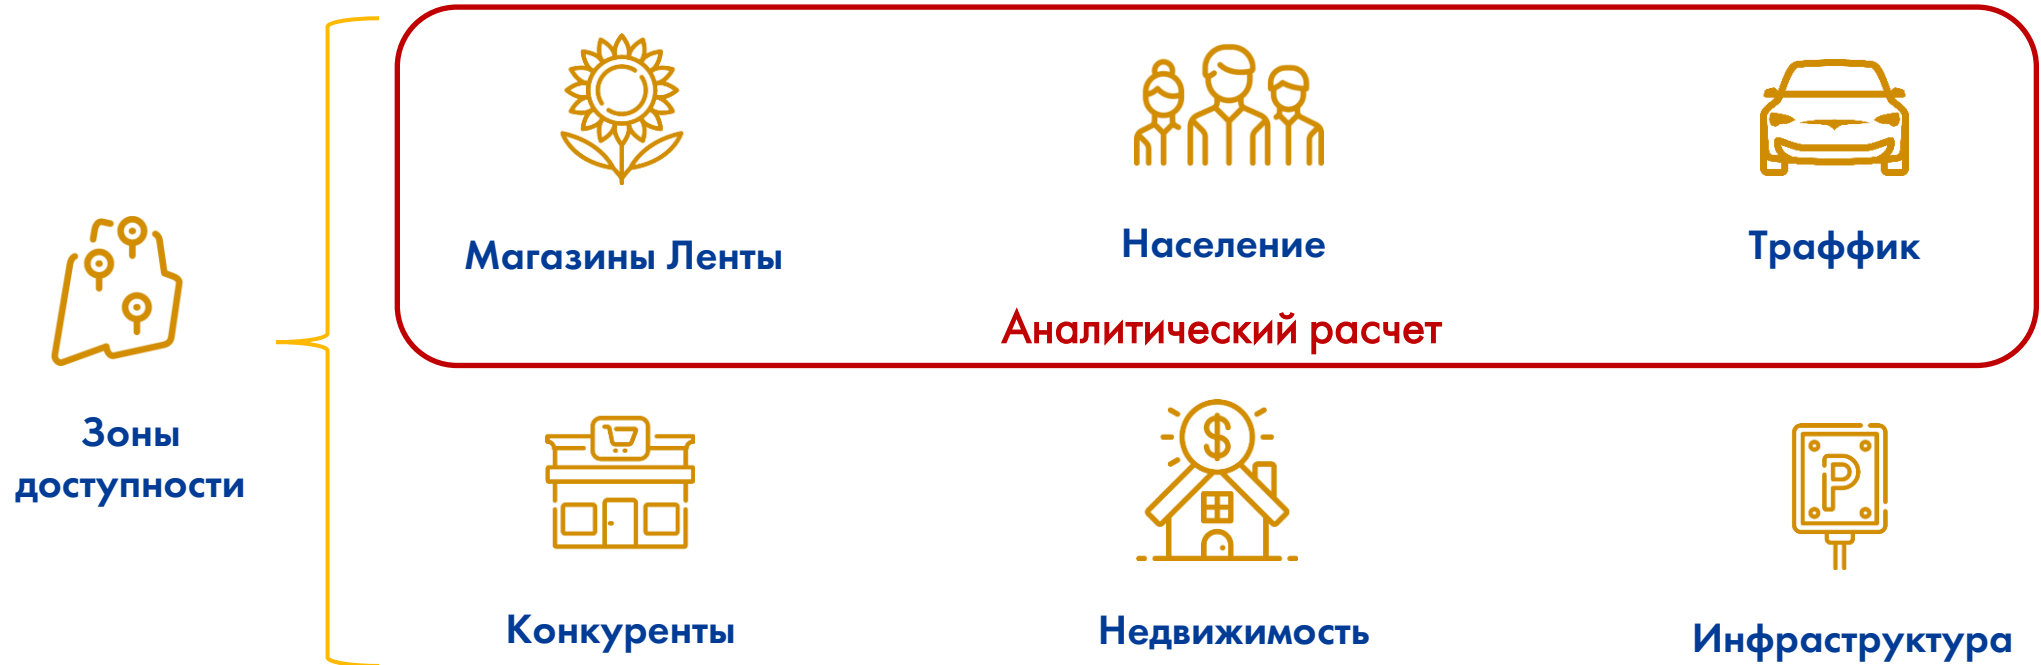 Магазины Ленты
Население
Траффик
Аналитический расчет
Зоны
доступности
P
$
Конкуренты
Недвижимость
Инфраструктура